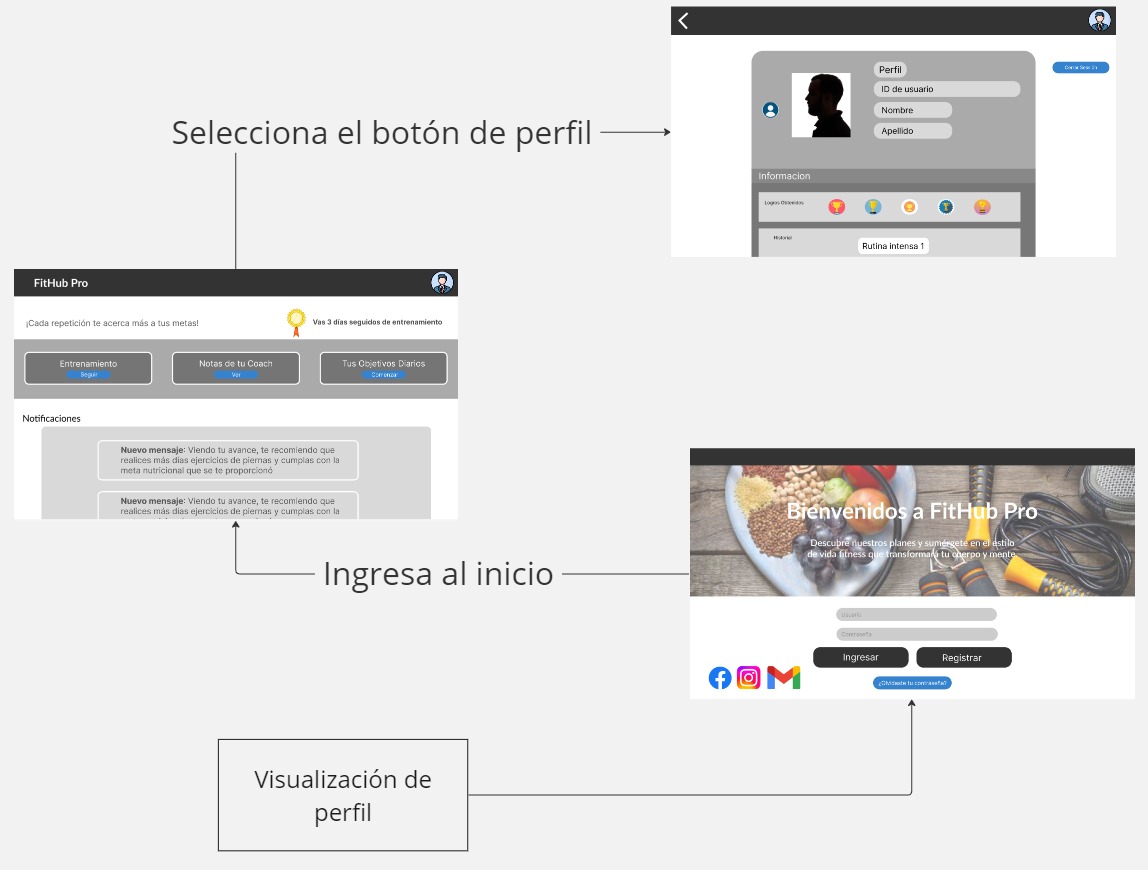 Cerrar Sesión
Perfil
ID de usuario
Nombre
Apellido
Informacion
Logros Obtenidos
Historial
Rutina intensa 1
Selecciona el botón de perfil
FitHub Pro
¡Cada repetición te acerca más a tus metas!
Vas 3 días seguidos de entrenamiento
Entrenamiento
Seguir
Notas de tu Coach
Ver
Tus Objetivos Diarios
Comenzar
Notificaciones
Nuevo mensaje: Viendo tu avance, te recomiendo que
realices más días ejercicios de piernas y cumplas con la
meta nutricional que se te proporcionó
Nuevo mensaje: Viendo tu avance, te recomiendo que
realices más días ejercicios de piernas y cumplas con la
Ingresa al inicio
Bienvenidos a FitHub Pro
Descubre nuestros planes y sumérgete en el estilo
de vida fitness que transformará tu cuerpo y mente.
Usuario
Contraseña
Ingresar
Registrar
¿Olvidaste tu contraseña?
Visualización de
perfil